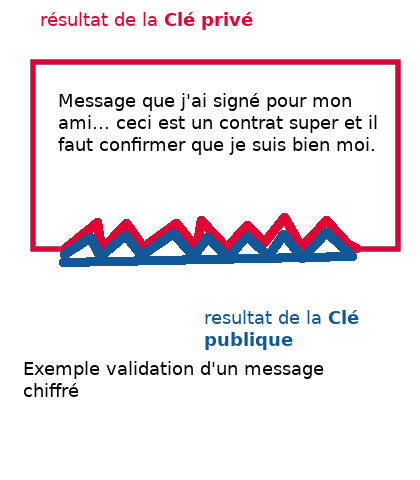 résultat de la Clé privé
Message que j'ai signé pour mon
ami... ceci est un contrat super et il
faut confirmer que je suis bien moi.
resultat de la Clé
publique
Exemple validation d'un message
chiffré